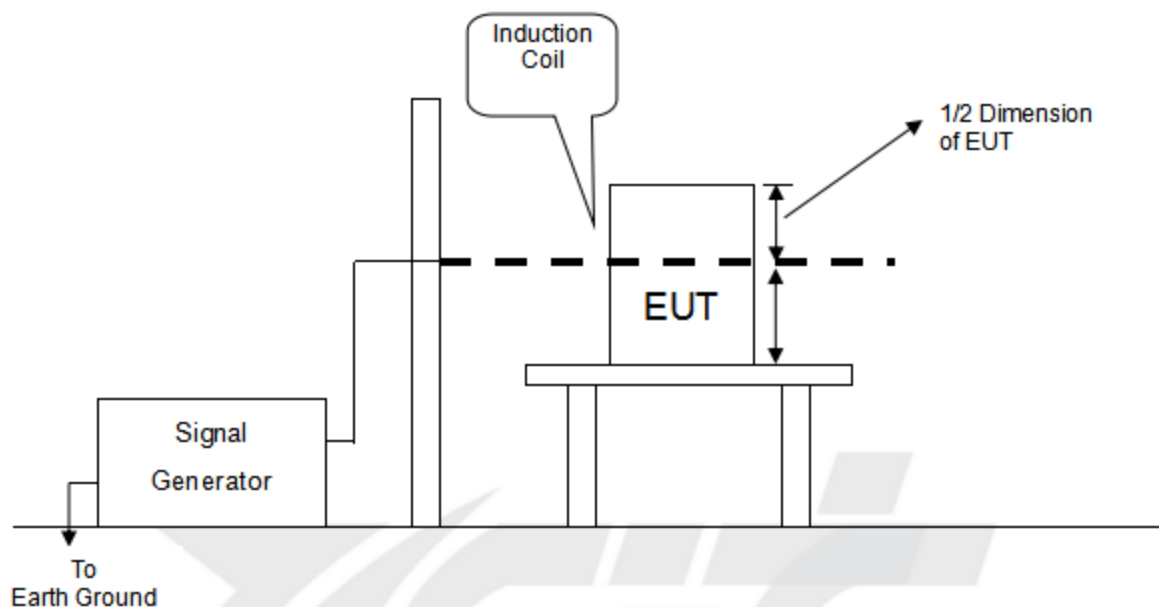 Induction
Coil
1/2 Dimension
of EUT
EUT
Signal
Generator
To
Earth Ground